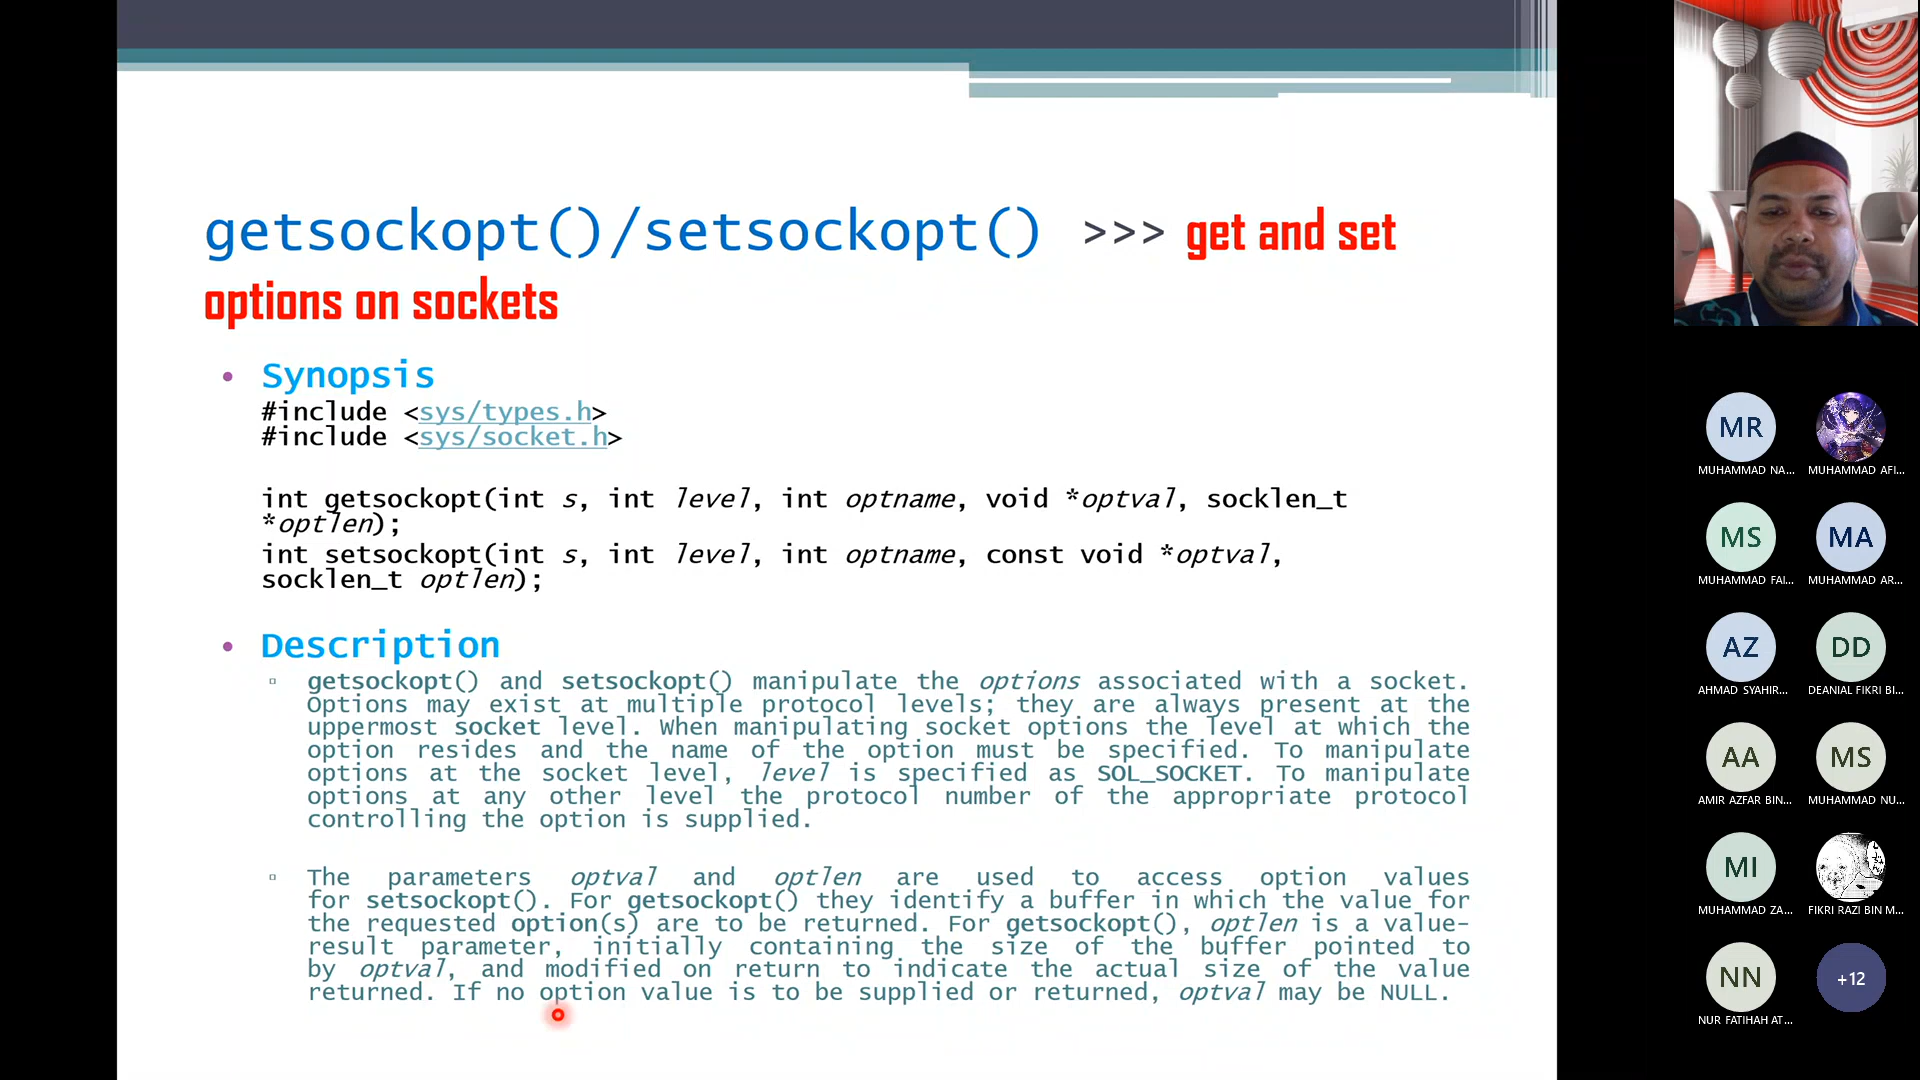 getsockopt()/setsockopt() >>> get and set
options on sockets
• Synopsis
#include <sys/types.h>
#include <sys/socket.h>
int getsockopt(int s, int level, int optname, void *optval, socklen_t
*optlen);
int setsockopt(int s, int level, int optname, const void *optval,
socklen_t optlen);
• Description
▫ getsockopt() and setsockopt() manipulate the options associated with a socket.
Options may exist at multiple protocol levels; they are always present at the
uppermost socket level. When manipulating socket options the level at which the
option resides and the name of the option must be specified. To manipulate
options at the socket level, level is specified as SOL_SOCKET. To manipulate
options at any other level the protocol number of the appropriate protocol
controlling the option is supplied.
▫ The parameters optval and optlen are used to access option values
for setsockopt(). For getsockopt() they identify a buffer in which the value for
the requested option(s) are to be returned. For getsockopt(), optlen is a value-
result parameter, initially containing the size of the buffer pointed to
by optval, and modified on return to indicate the actual size of the value
returned. If no option value is to be supplied or returned, optval may be NULL.
MR
MUHAMMAD NA...
MUHAMMAD AFI...
MS
MA
MUHAMMAD FAI...
MUHAMMAD AR...
AZ
DD
AHMAD SYAHIR...
DEANIAL FIKRI BI...
AA
MS
AMIR AZFAR BIN...
MUHAMMAD NU...
MI
MUHAMMAD ZA...
FIKRI RAZI BIN M...
NN
+12
NUR FATIHAH AT...